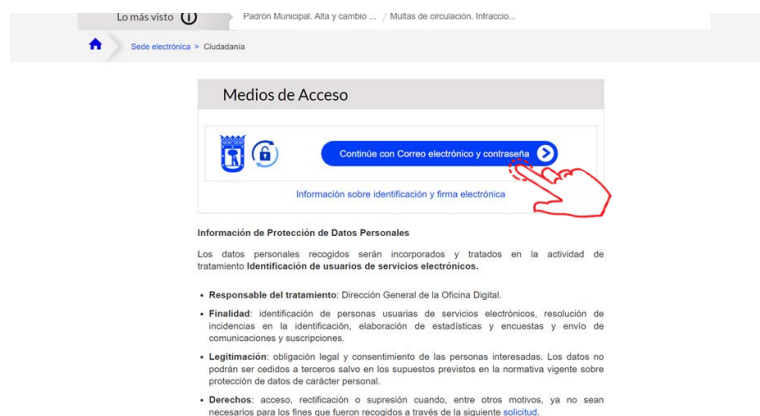 Lo más visto
Padrón Municipal. Alta y cambio ... / Multas de circulación. Infraccio...
Sede electrónica > Ciudadanía
Medios de Acceso
Continúe con Correo electrónico y contraseña
Información sobre identificación y firma electrónica
Información de Protección de Datos Personales
Los datos personales recogidos serán incorporados y tratados en la actividad de
tratamiento Identificación de usuarios de servicios electrónicos.
• Responsable del tratamiento: Dirección General de la Oficina Digital.
• Finalidad: identificación de personas usuarias de servicios electrónicos, resolución de
incidencias en la identificación, elaboración de estadísticas y encuestas y envío de
comunicaciones y suscripciones.
• Legitimación: obligación legal y consentimiento de las personas interesadas. Los datos no
podrán ser cedidos a terceros salvo en los supuestos previstos en la normativa vigente sobre
protección de datos de carácter personal.
• Derechos: acceso, rectificación o supresión cuando, entre otros motivos, ya no sean
necesarios para los fines que fueron recogidos a través de la siguiente solicitud.